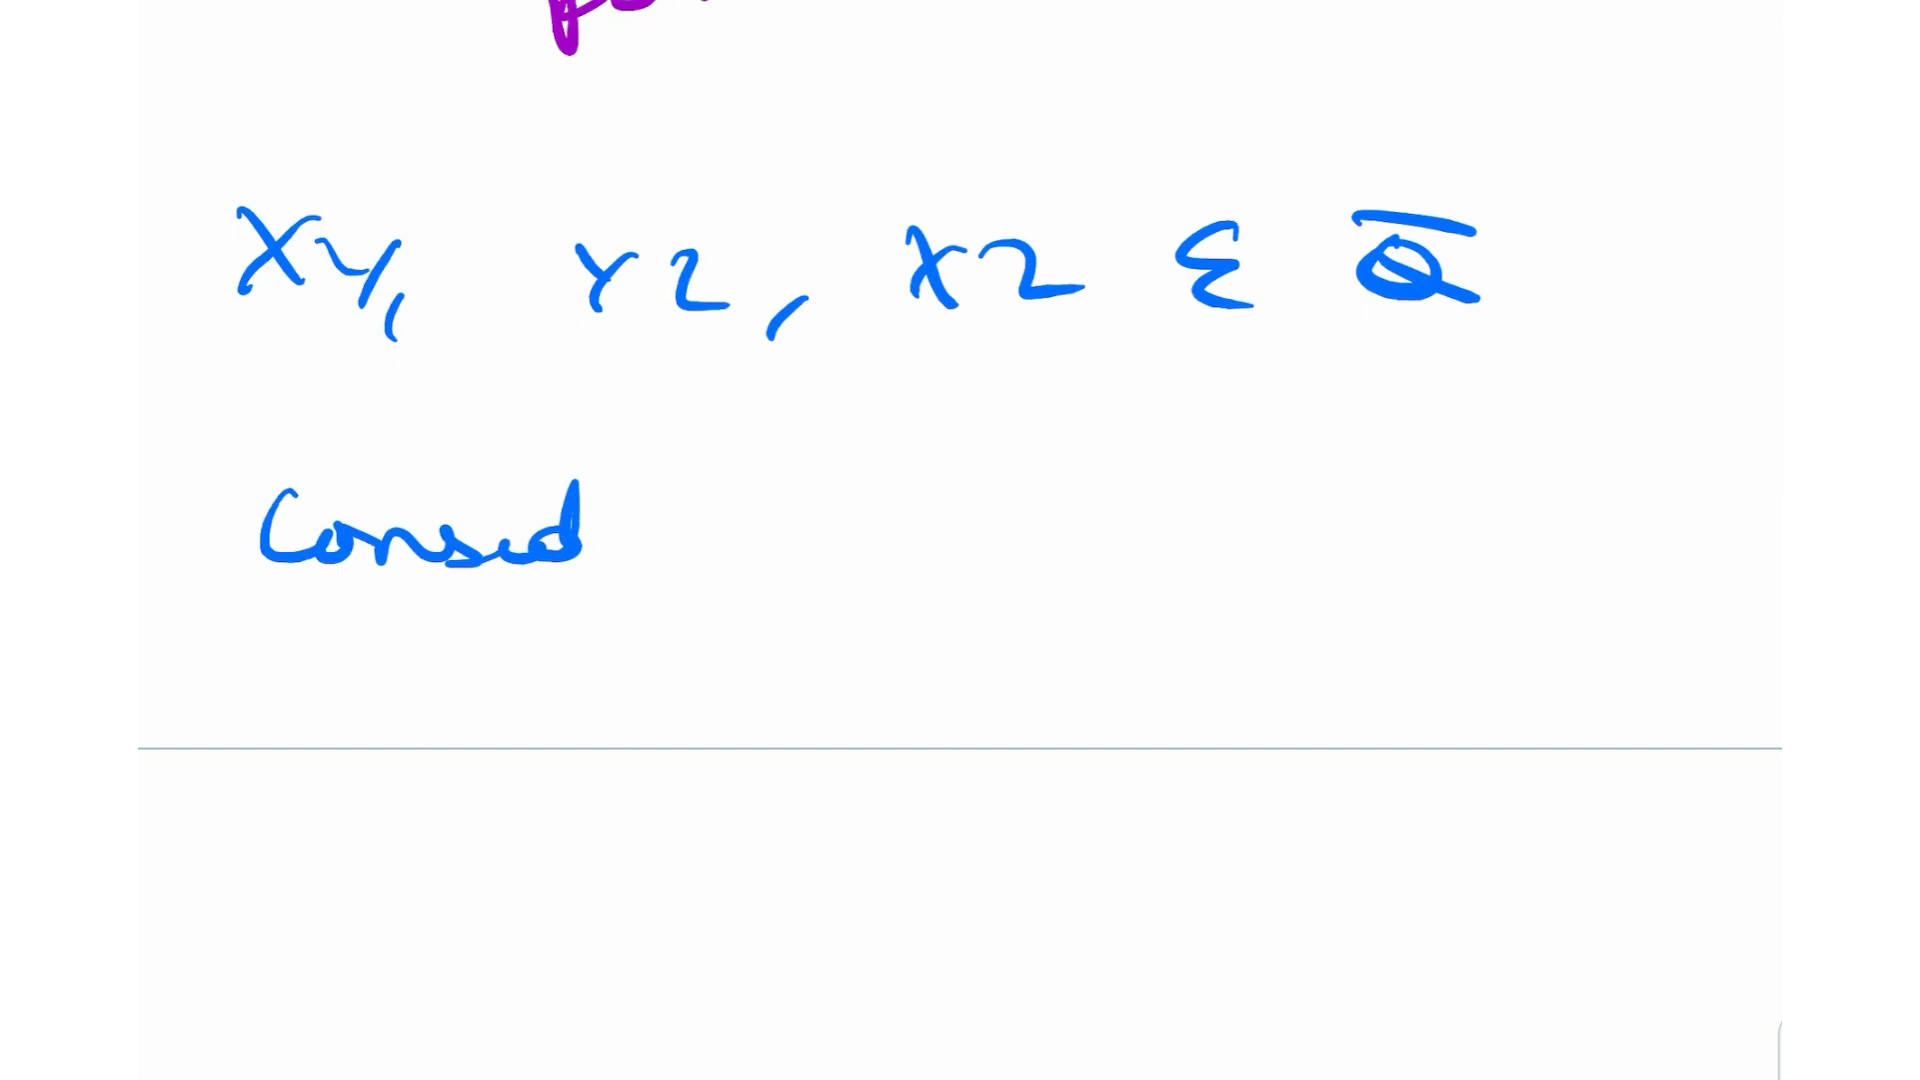 XY, YZ, XZ ∈ Q̅
Consid